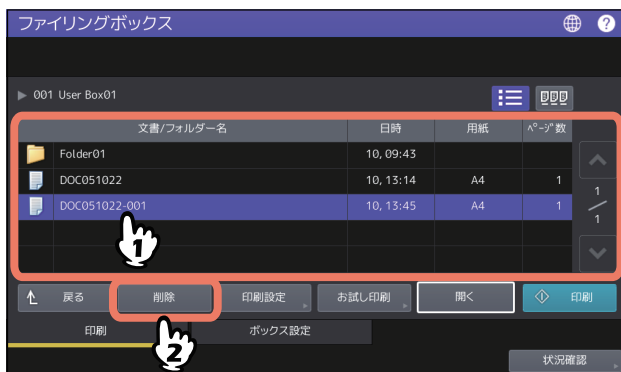 ファイリングボックス ?
001 User Box01
文書/フォルダー名 日時 用紙 ページ数
Folder01 10, 09:43
DOC051022 10, 13:14 A4 1
DOC051022-001 10, 13:45 A4 1
1
1
1
戻る 削除 印刷設定 お試し印刷 開く 印刷
2
印刷 ボックス設定
状況確認